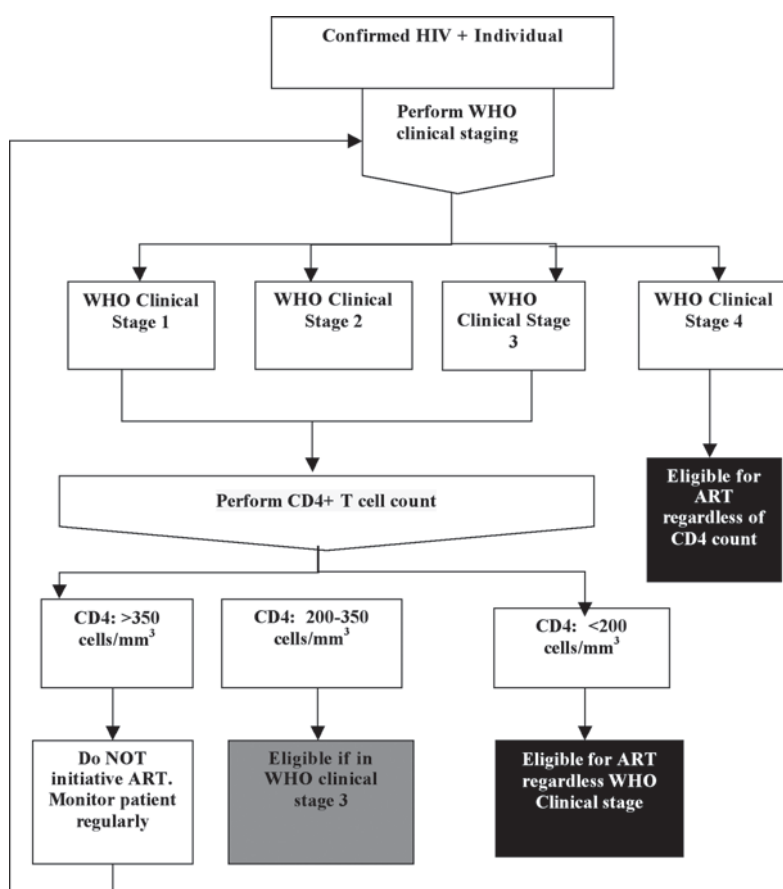 Confirmed HIV + Individual
Perform WHO
clinical staging
WHO Clinical
Stage 1
WHO Clinical
Stage 2
WHO
Clinical Stage
3
WHO Clinical
Stage 4
Perform CD4+ T cell count
Eligible for
ART
regardless of
CD4 count
CD4: >350
cells/mm³
CD4: 200-350
cells/mm³
CD4: <200
cells/mm³
Do NOT
initiative ART.
Monitor patient
regularly
Eligible if in
WHO clinical
stage 3
Eligible for ART
regardless WHO
Clinical stage